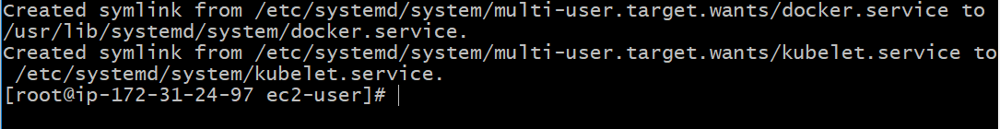 Created symlink from /etc/systemd/system/multi-user.target.wants/docker.service to
/usr/lib/systemd/system/docker.service.
Created symlink from /etc/systemd/system/multi-user.target.wants/kubelet.service to
 /etc/systemd/system/kubelet.service.
[root@ip-172-31-24-97 ec2-user]#